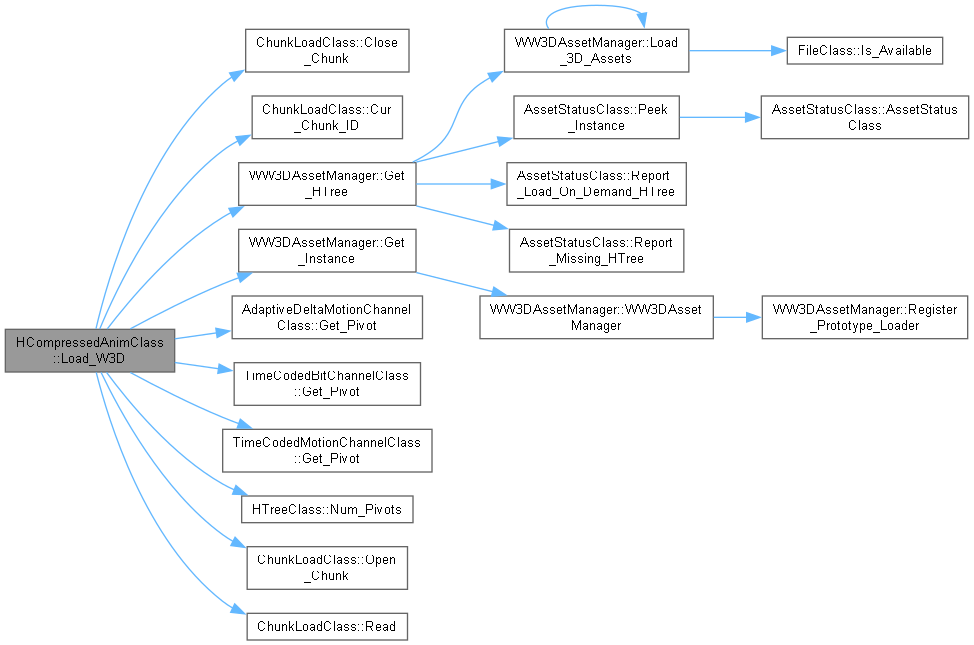 HCompressedAnimClass
::Load_W3D
ChunkLoadClass::Close
_Chunk
ChunkLoadClass::Cur
_Chunk_ID
WW3DAssetManager::Get
_HTree
WW3DAssetManager::Get
_Instance
AdaptiveDeltaMotionChannel
Class::Get_Pivot
TimeCodedBitChannelClass
::Get_Pivot
TimeCodedMotionChannelClass
::Get_Pivot
HTreeClass::Num_Pivots
ChunkLoadClass::Open
_Chunk
ChunkLoadClass::Read
WW3DAssetManager::Load
_3D_Assets
AssetStatusClass::Peek
_Instance
AssetStatusClass::Report
_Load_On_Demand_HTree
AssetStatusClass::Report
_Missing_HTree
WW3DAssetManager::WW3DAsset
Manager
FileClass::Is_Available
AssetStatusClass::AssetStatus
Class
WW3DAssetManager::Register
_Prototype_Loader